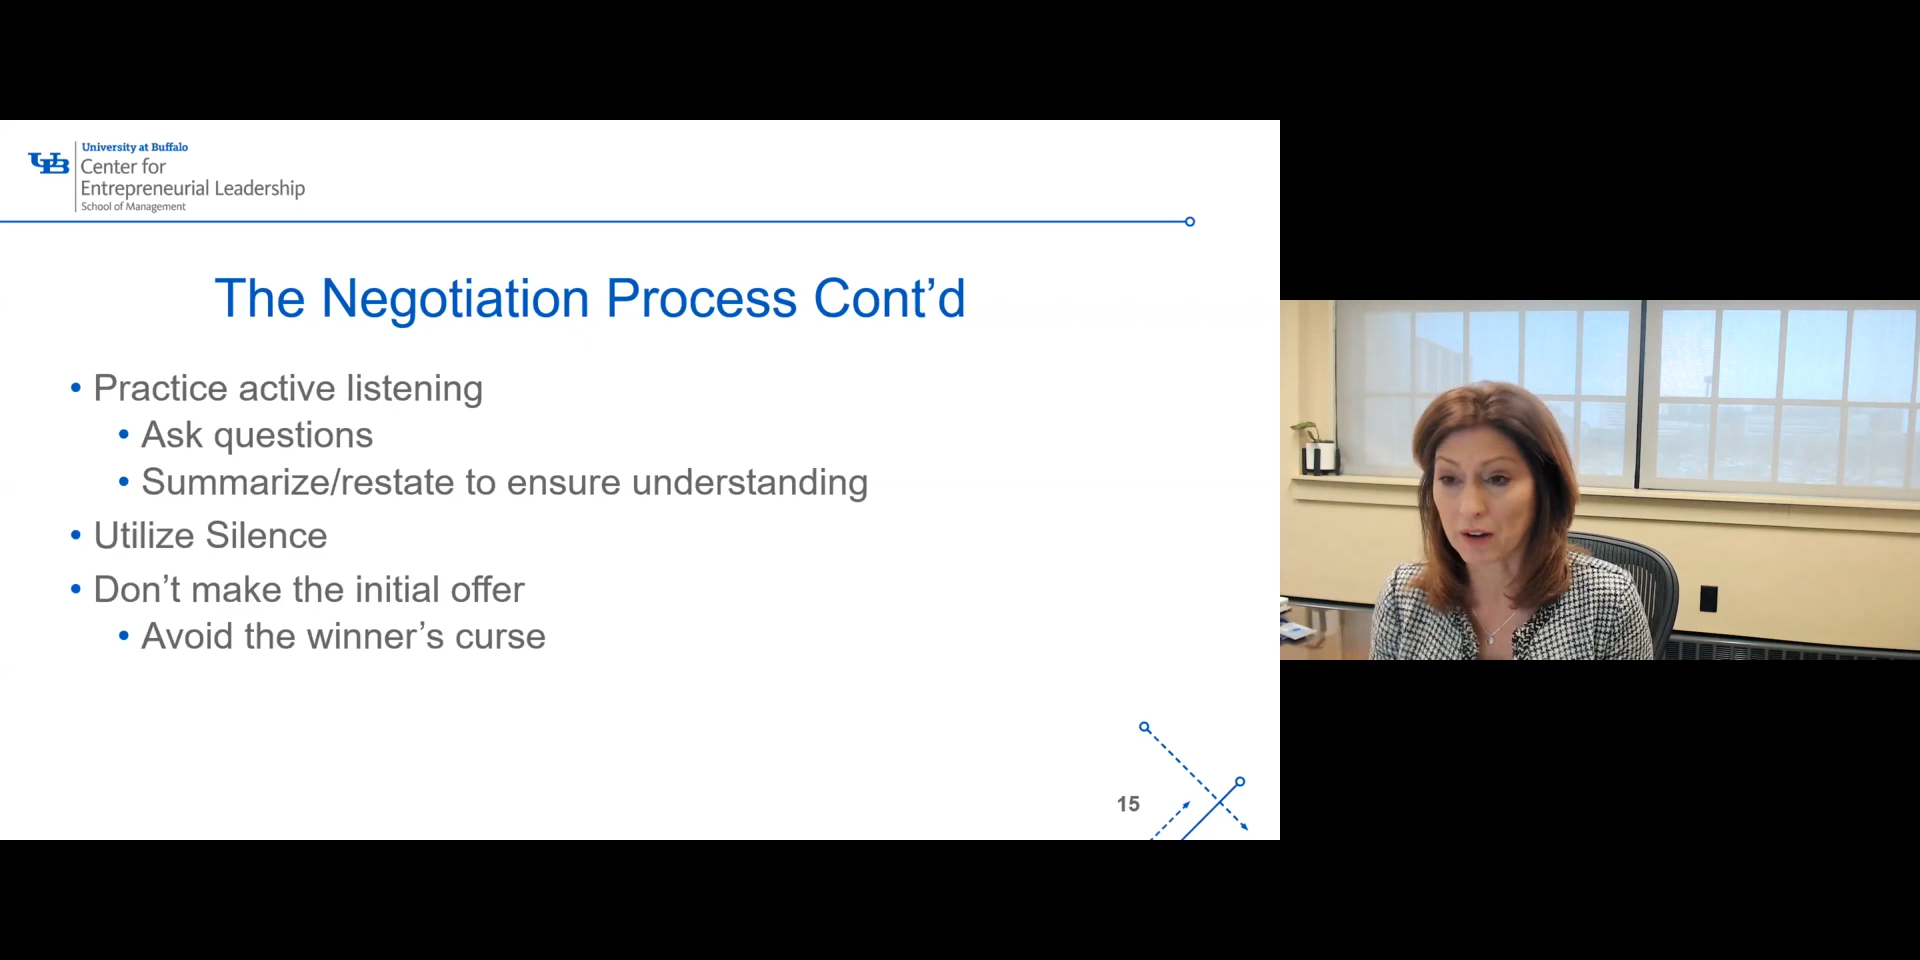 UB
University at Buffalo
Center for
Entrepreneurial Leadership
School of Management
The Negotiation Process Cont’d
• Practice active listening
• Ask questions
• Summarize/restate to ensure understanding
• Utilize Silence
• Don’t make the initial offer
• Avoid the winner’s curse
15